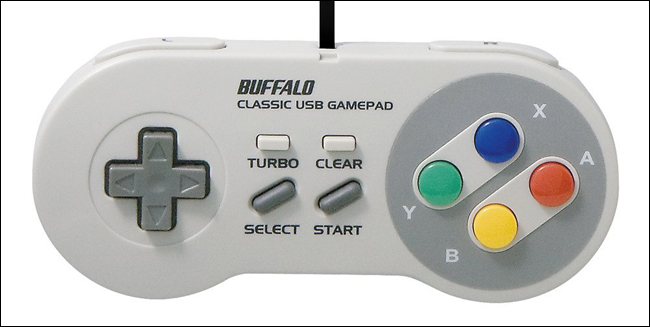 L
R
BUFFALO
CLASSIC USB GAMEPAD
TURBO CLEAR
SELECT START
X
A
Y
B